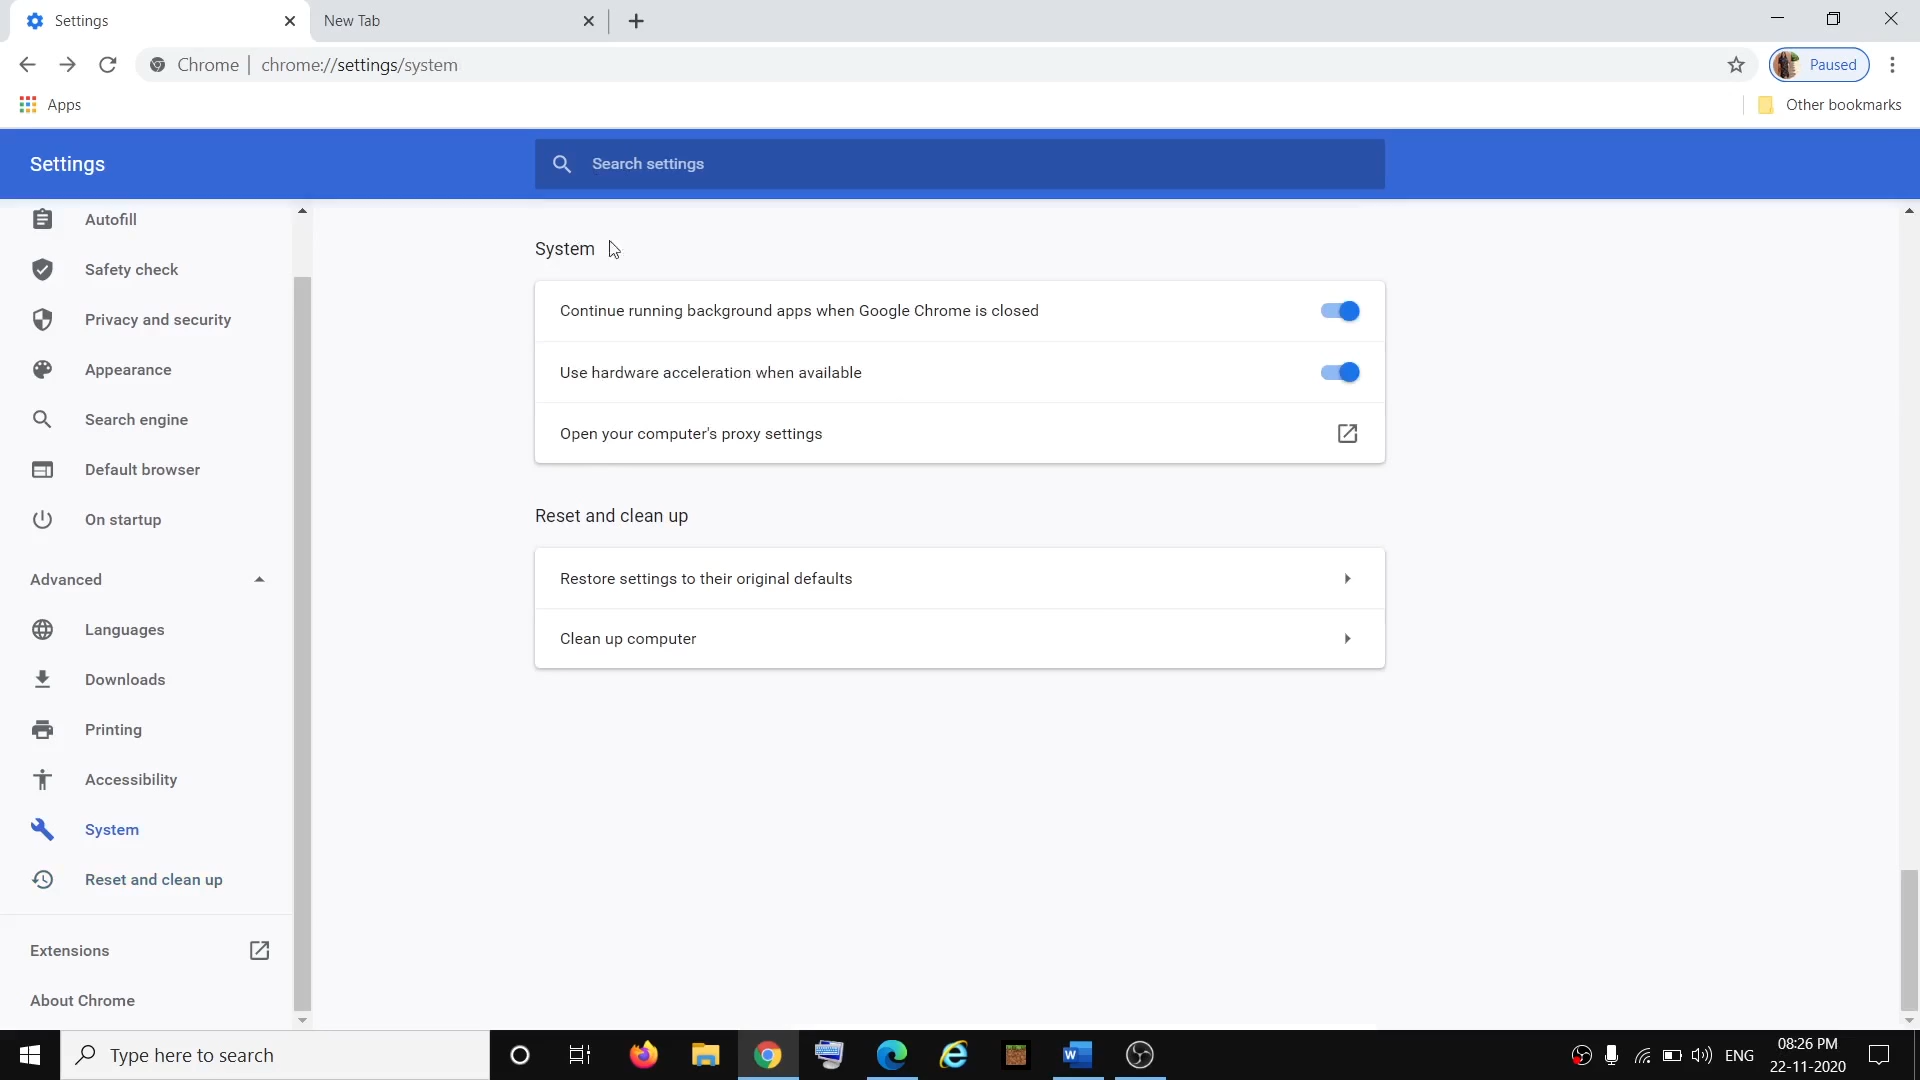 Settings
New Tab
Chrome
chrome://settings/system
Paused
Apps
Other bookmarks
Settings
Search settings
Autofill
Safety check
Privacy and security
Appearance
Search engine
Default browser
On startup
Advanced
Languages
Downloads
Printing
Accessibility
System
Reset and clean up
Extensions
About Chrome
System
Continue running background apps when Google Chrome is closed
Use hardware acceleration when available
Open your computer's proxy settings
Reset and clean up
Restore settings to their original defaults
Clean up computer
Type here to search
ENG
08:26 PM
22-11-2020